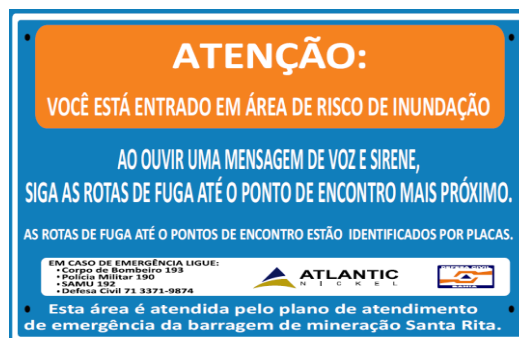 ATENÇÃO:
VOCÊ ESTÁ ENTRADO EM ÁREA DE RISCO DE INUNDAÇÃO
AO OUVIR UMA MENSAGEM DE VOZ E SIRENE,
SIGA AS ROTAS DE FUGA ATÉ O PONTO DE ENCONTRO MAIS PRÓXIMO.
AS ROTAS DE FUGA ATÉ O PONTOS DE ENCONTRO ESTÃO IDENTIFICADOS POR PLACAS.
EM CASO DE EMERGÊNCIA LIGUE:
• Corpo de Bombeiro 193
• Polícia Militar 190
• SAMU 192
• Defesa Civil 71 3371-9874
ATLANTIC
NICKEL
DEFESA CIVIL
Esta área é atendida pelo plano de atendimento
de emergência da barragem de mineração Santa Rita.